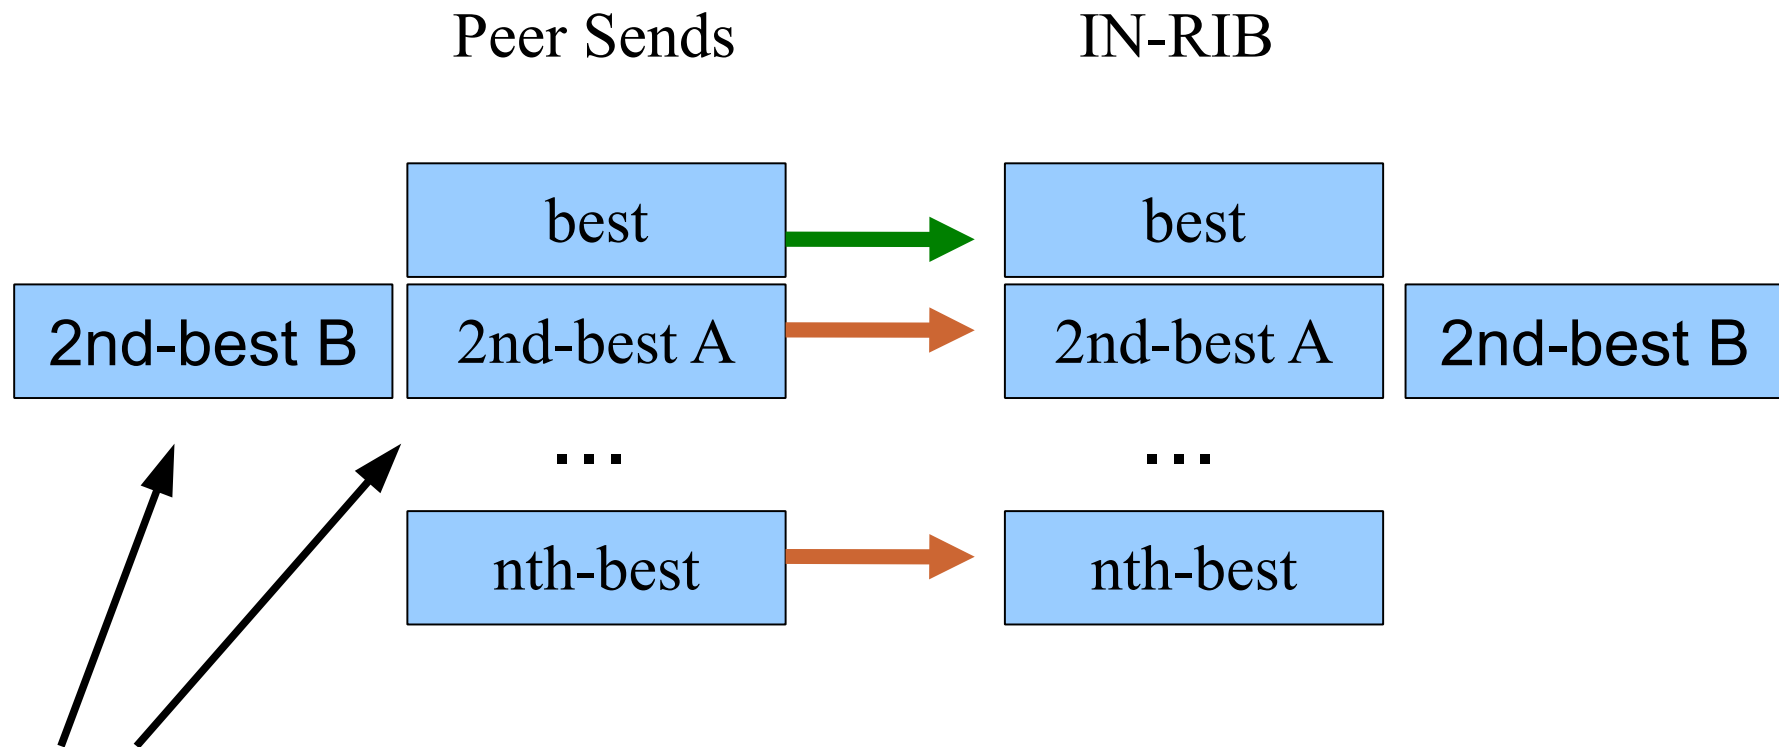 Peer Sends
IN-RIB
best
best
2nd-best B
2nd-best A
2nd-best A
2nd-best B
...
...
nth-best
nth-best